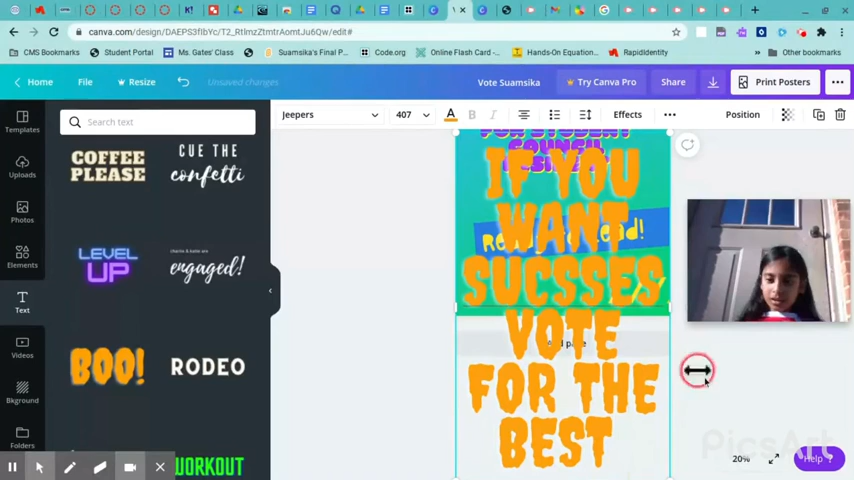 canva.com/design/DAEPS3fIbYc/T2_RtlmzZtmtrAomtJu6Qw/edit#
CMS Bookmarks
Student Portal
Ms. Gates' Class
Suamsika's Final P...
Code.org
Online Flash Card -...
Hands-On Equation...
RapidIdentity
Other bookmarks
Home
File
Resize
Unsaved changes
Vote Suamsika
Try Canva Pro
Share
Print Posters
Templates
Uploads
Photos
Elements
Text
Videos
Bkground
Folders
Search text
COFFEE
PLEASE
CUE THE
confetti
LEVEL
UP
engaged!
BOO!
RODEO
WORKOUT
Jeepers
407
A
B
I
Effects
Position
FOR STUDENT
COUNCIL
IF YOU
WANT
SUCSSES
VOTE
FOR THE
BEST
PicsArt
20%
Help ?